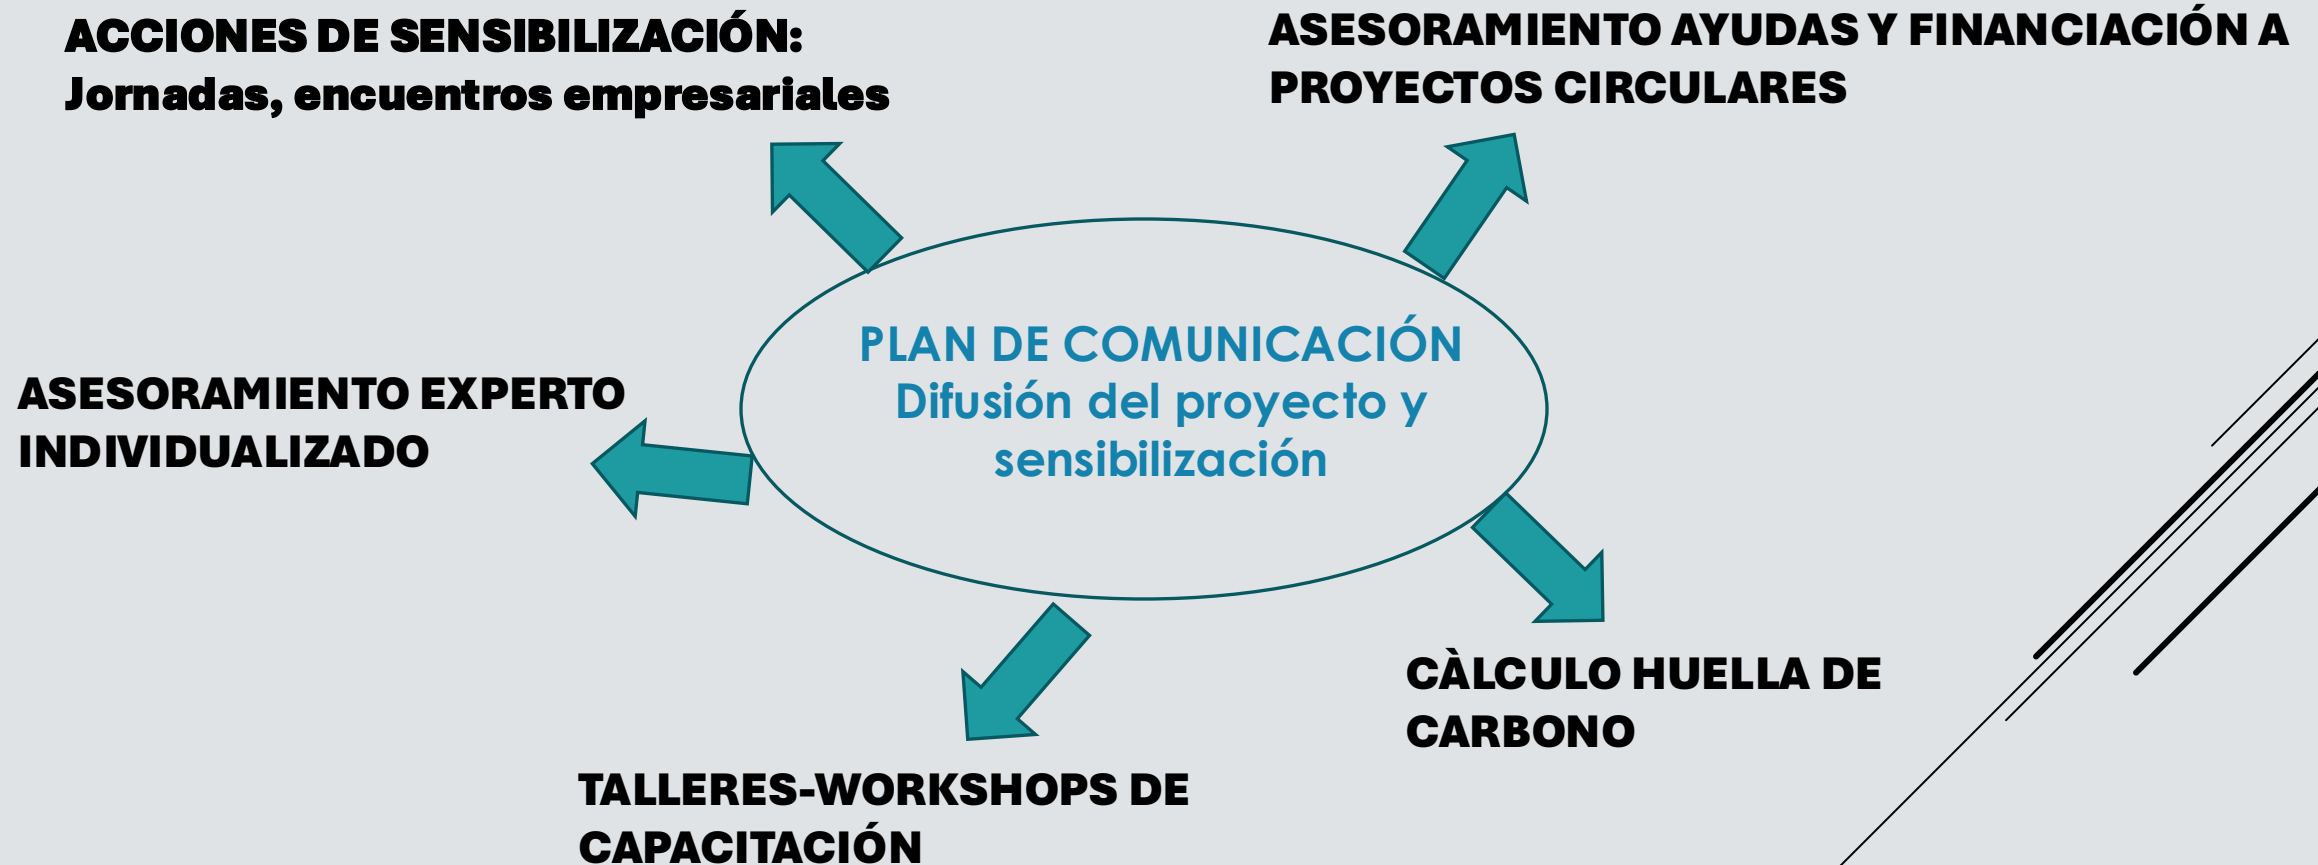 ACCIONES DE SENSIBILIZACIÓN:
Jornadas, encuentros empresariales
ASESORAMIENTO AYUDAS Y FINANCIACIÓN A
PROYECTOS CIRCULARES
PLAN DE COMUNICACIÓN
Difusión del proyecto y
sensibilización
ASESORAMIENTO EXPERTO
INDIVIDUALIZADO
CÀLCULO HUELLA DE
CARBONO
TALLERES-WORKSHOPS DE
CAPACITACIÓN